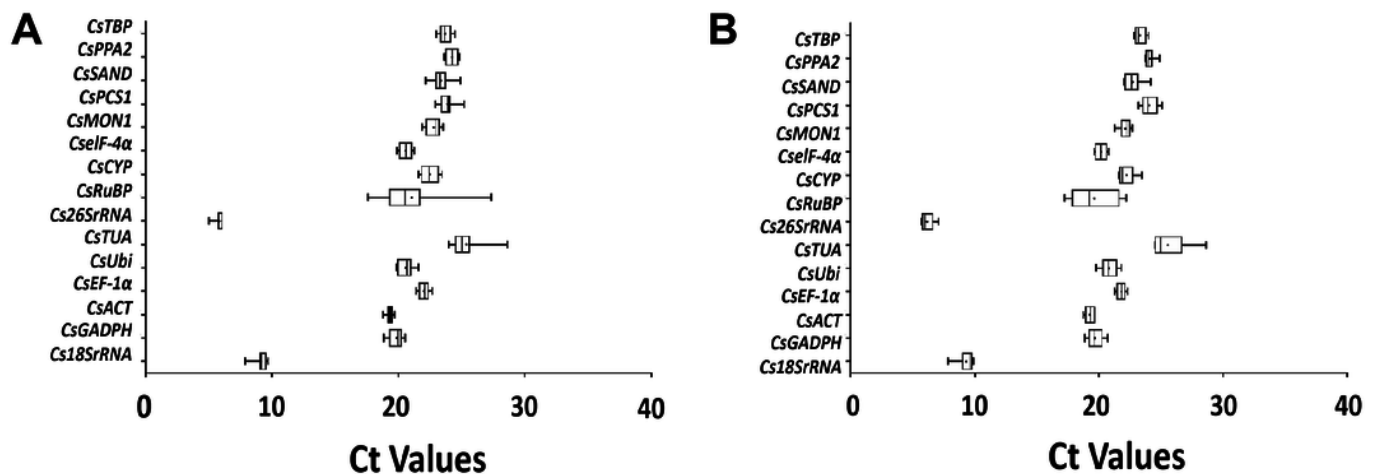 A
CsTBP
CsPPA2
CsSAND
CsPCS1
CsMON1
CseIF-4α
CsCYP
CsRuBP
Cs26SrRNA
CsTUA
CsUbi
CsEF-1α
CsACT
CsGADPH
Cs18SrRNA
0 10 20 30 40
Ct Values
B
CsTBP
CsPPA2
CsSAND
CsPCS1
CsMON1
CseIF-4α
CsCYP
CsRuBP
Cs26SrRNA
CsTUA
CsUbi
CsEF-1α
CsACT
CsGADPH
Cs18SrRNA
0 10 20 30 40
Ct Values